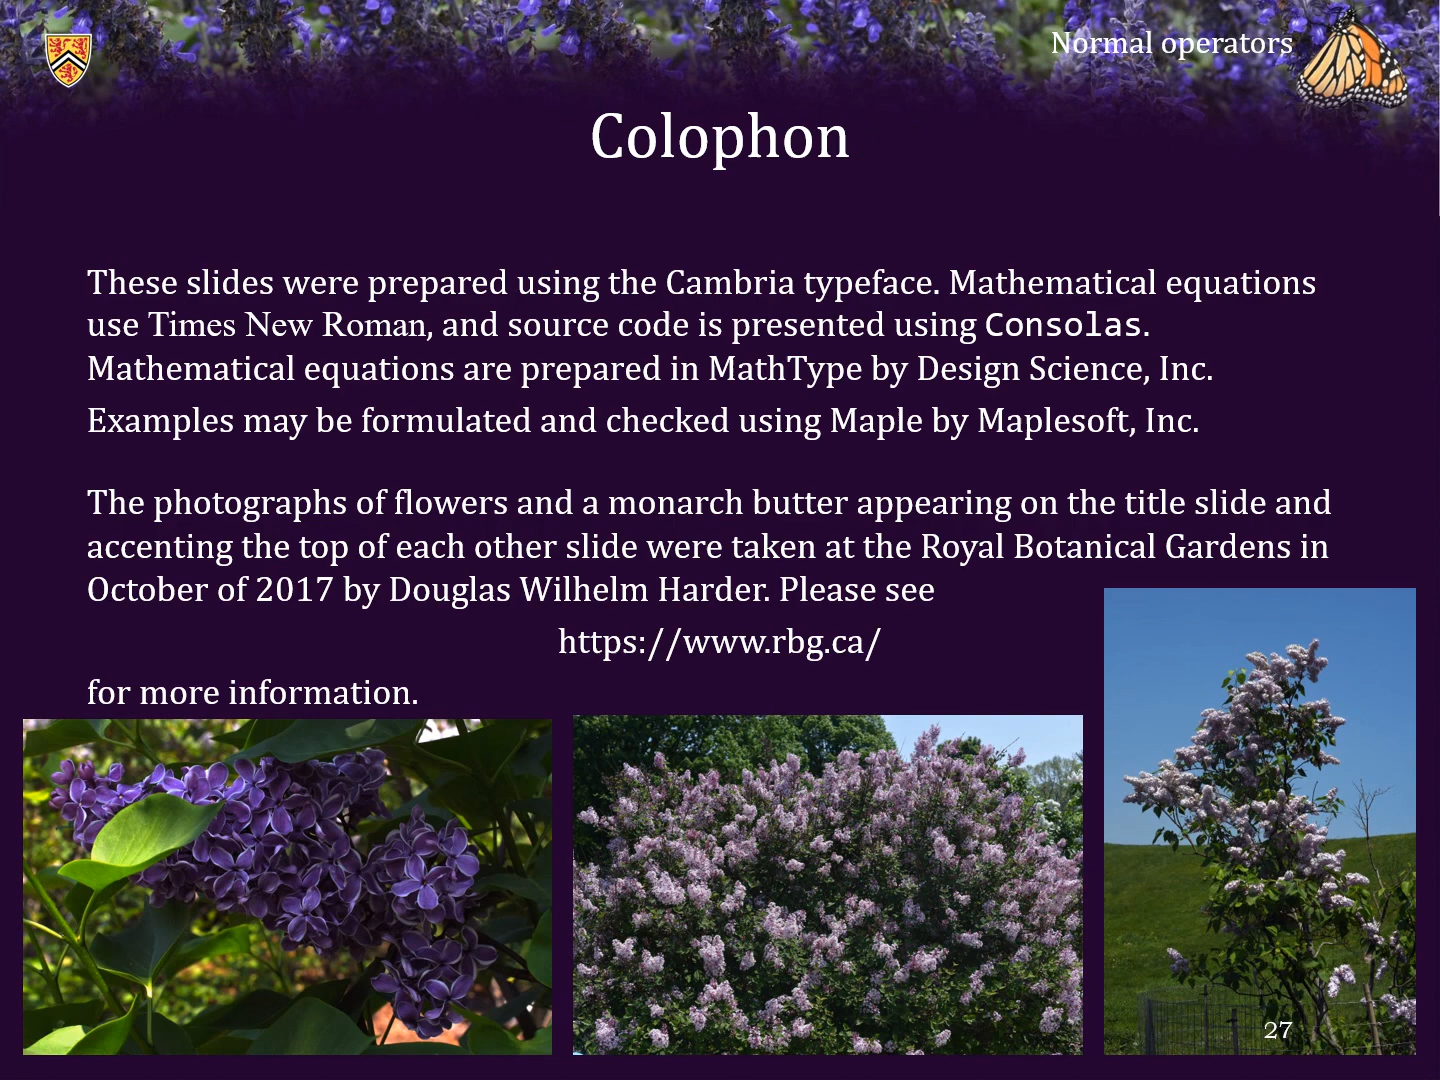 Normal operators
Colophon
These slides were prepared using the Cambria typeface. Mathematical equations
use Times New Roman, and source code is presented using Consolas.
Mathematical equations are prepared in MathType by Design Science, Inc.
Examples may be formulated and checked using Maple by Maplesoft, Inc.
The photographs of flowers and a monarch butter appearing on the title slide and
accenting the top of each other slide were taken at the Royal Botanical Gardens in
October of 2017 by Douglas Wilhelm Harder. Please see
https://www.rbg.ca/
for more information.
27